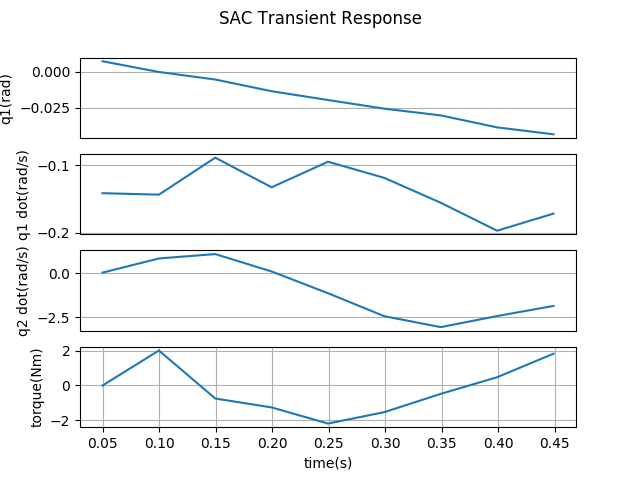 SAC Transient Response
0.000
−0.025
q1(rad)
−0.1
−0.2
q1 dot(rad/s)
0.0
−2.5
q2 dot(rad/s)
2
0
−2
torque(Nm)
0.05 0.10 0.15 0.20 0.25 0.30 0.35 0.40 0.45
time(s)